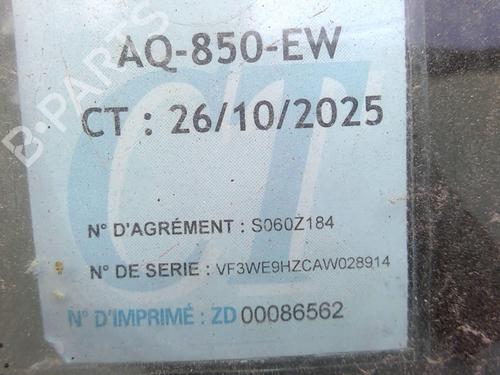 AQ-850-EW
CT : 26/10/2025
CT
N° D'AGRÉMENT : S060Z184
N° DE SERIE : VF3WE9HZCAW028914
N° D'IMPRIMÉ : ZD 00086562
B-PARTS